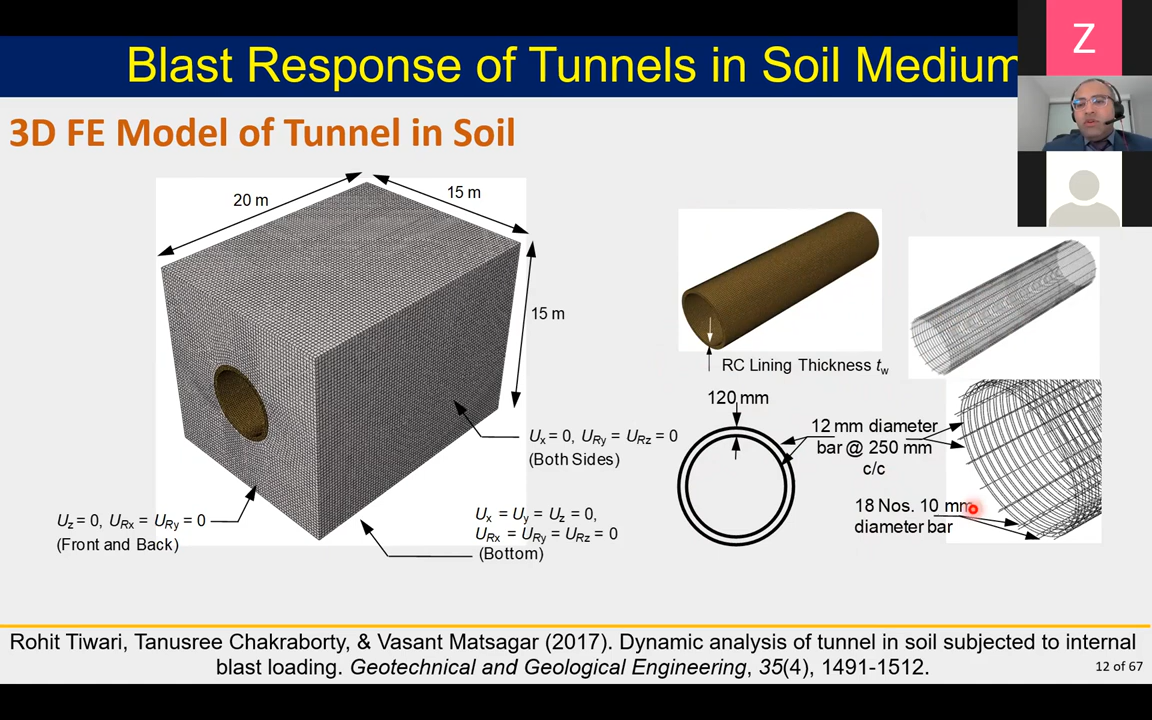 Blast Response of Tunnels in Soil Medium
Z
3D FE Model of Tunnel in Soil
20 m
15 m
15 m
RC Lining Thickness tw
120 mm
12 mm diameter
bar @ 250 mm
c/c
18 Nos. 10 mm
diameter bar
Ux = 0, URy = URz = 0
(Both Sides)
Ux = Uy = Uz = 0,
URx = URy = URz = 0
(Bottom)
Uz = 0, URx = URy = 0
(Front and Back)
Rohit Tiwari, Tanusree Chakraborty, & Vasant Matsagar (2017). Dynamic analysis of tunnel in soil subjected to internal
blast loading. Geotechnical and Geological Engineering, 35(4), 1491-1512.
12 of 67